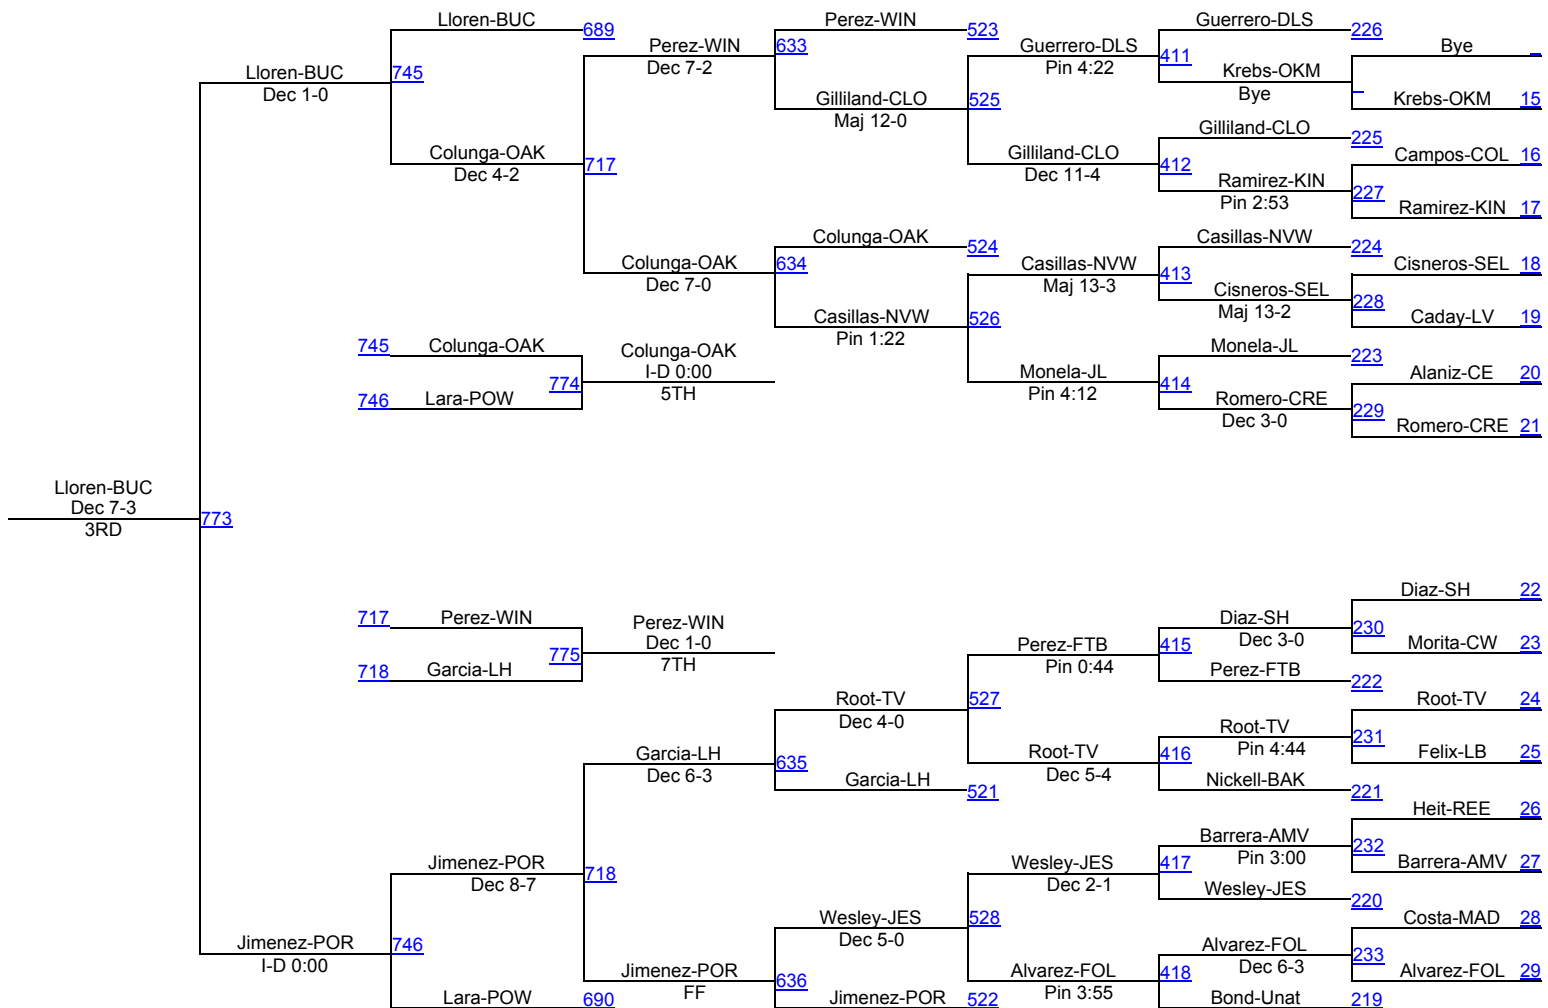 Lloren-BUC 689 Perez-WIN 523 Guerrero-DLS 226
Perez-WIN 633 Guerrero-DLS Bye _
Dec 7-2 Pin 4:22 411
Lloren-BUC 745 Krebs-OKM
Dec 1-0 Gilliland-CLO 525 Bye _ Krebs-OKM 15
Maj 12-0
Gilliland-CLO 225
Colunga-OAK Gilliland-CLO Campos-COL 16
Dec 4-2 717 Dec 11-4 412
Ramirez-KIN 227
Pin 2:53 Ramirez-KIN 17
Colunga-OAK 524 Casillas-NVW 224
Colunga-OAK 634 Casillas-NVW Cisneros-SEL 18
Dec 7-0 Maj 13-3 413
Cisneros-SEL 228
Casillas-NVW 526 Maj 13-2 Caday-LV 19
Pin 1:22
745 Colunga-OAK Colunga-OAK Monela-JL 223
I-D 0:00 Monela-JL Alaniz-CE 20
774 5TH Pin 4:12 414
746 Lara-POW Romero-CRE 229
Dec 3-0 Romero-CRE 21
Lloren-BUC
Dec 7-3
3RD 773
Diaz-SH 22
717 Perez-WIN Perez-WIN Diaz-SH
Dec 1-0 Dec 3-0 230
775 7TH Perez-FTB 415 Morita-CW 23
718 Garcia-LH Pin 0:44 Perez-FTB 222
Root-TV 527 Root-TV 24
Dec 4-0 Root-TV
Pin 4:44 231
Garcia-LH 635 Root-TV 416 Felix-LB 25
Dec 6-3 Dec 5-4
Garcia-LH 521 Nickell-BAK 221
Heit-REE 26
Barrera-AMV
Pin 3:00 232
Jimenez-POR 718 Wesley-JES 417 Barrera-AMV 27
Dec 8-7 Dec 2-1
Wesley-JES 220
Wesley-JES 528 Costa-MAD 28
Dec 5-0
Jimenez-POR 746 Alvarez-FOL 233
I-D 0:00 Dec 6-3
Jimenez-POR 636 Alvarez-FOL 418 Alvarez-FOL 29
FF Pin 3:55
Lara-POW 690 Jimenez-POR 522 Bond-Unat 219